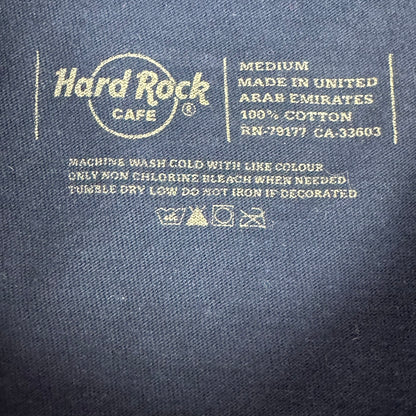 Hard Rock
CAFE ®
MEDIUM
MADE IN UNITED
ARAB EMIRATES
100% COTTON
RN-79177 CA-33603
MACHINE WASH COLD WITH LIKE COLOUR
ONLY NON CHLORINE BLEACH WHEN NEEDED
TUMBLE DRY LOW DO NOT IRON IF DECORATED